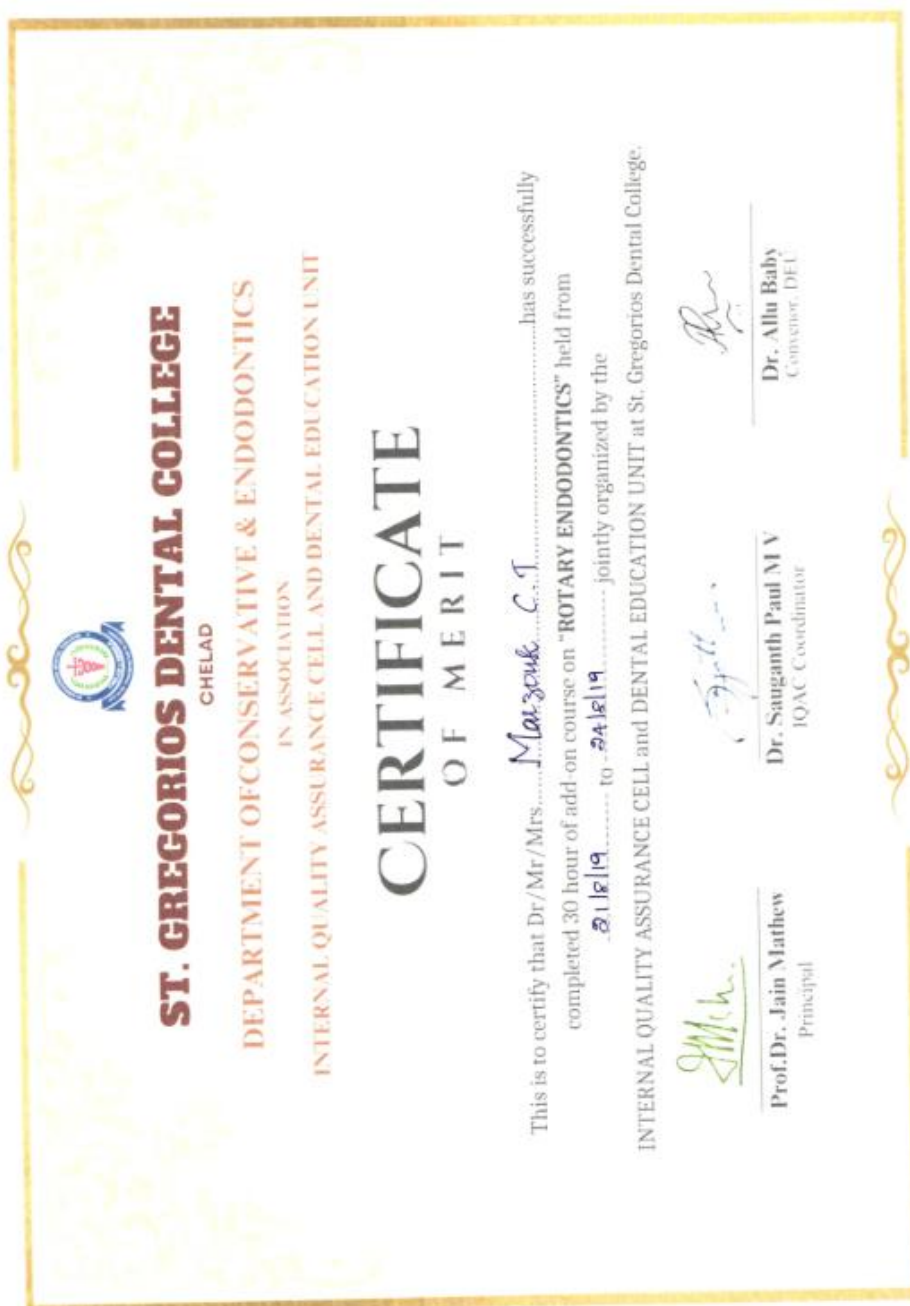 ST. GREGORIOS DENTAL COLLEGE
CHELAD
DEPARTMENT OFCONSERVATIVE & ENDODONTICS
IN ASSOCIATION
INTERNAL QUALITY ASSURANCE CELL AND DENTAL EDUCATION UNIT
CERTIFICATE
OF MERIT
This is to certify that Dr/Mr/Mrs......Marzouk C.T..............................has successfully
completed 30 hour of add-on course on "ROTARY ENDODONTICS" held from
21/8/19 ........ to 24/8/19 ............ jointly organized by the
INTERNAL QUALITY ASSURANCE CELL and DENTAL EDUCATION UNIT at St. Gregorios Dental College.
Prof.Dr. Jain Mathew
Principal
Dr. Sauganth Paul M V
IQAC Coordinator
Dr. Allu Baby
Convenor, DEU